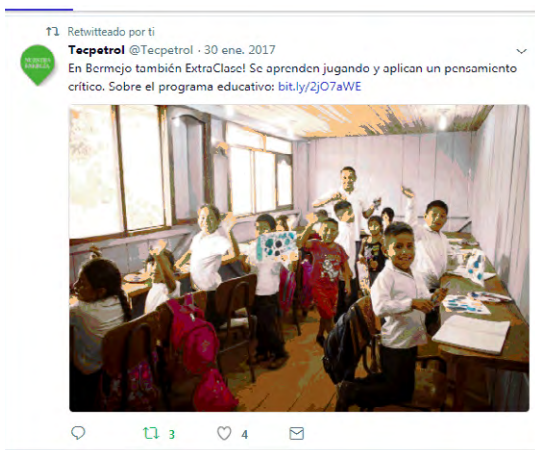 Retwitteado por ti
Tecpetrol @Tecpetrol · 30 ene. 2017
En Bermejo también ExtraClase! Se aprenden jugando y aplican un pensamiento
crítico. Sobre el programa educativo: bit.ly/2jO7aWE
3
4